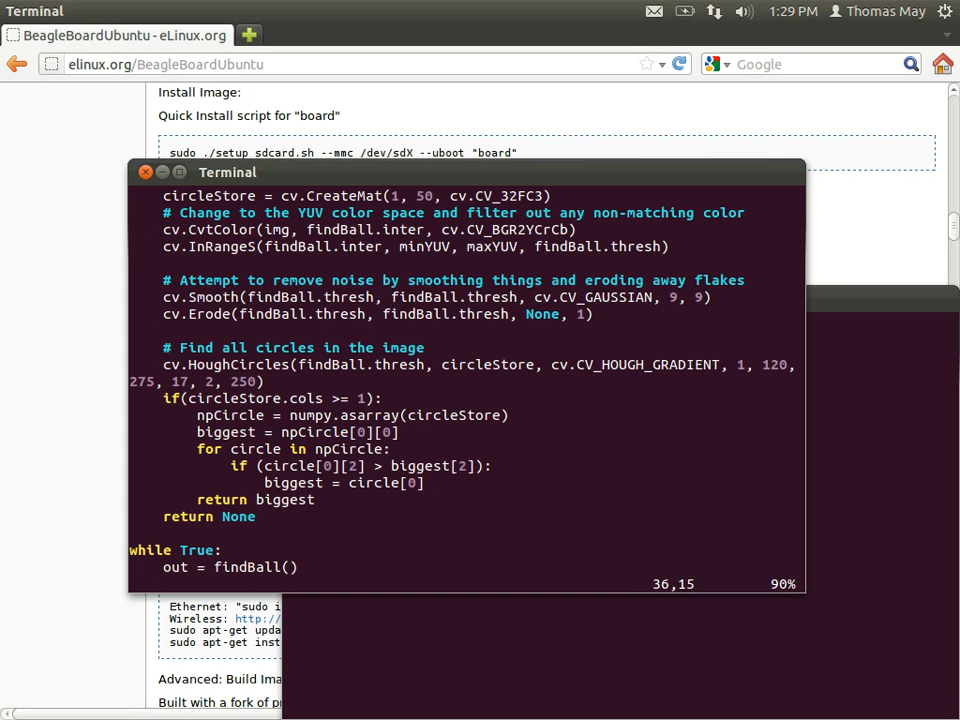 Terminal
1:29 PM
Thomas May
BeagleBoardUbuntu - eLinux.org
elinux.org/BeagleBoardUbuntu
Google
Install Image:
Quick Install script for "board"
sudo ./setup_sdcard.sh --mmc /dev/sdX --uboot "board"
Terminal
circleStore = cv.CreateMat(1, 50, cv.CV_32FC3)
# Change to the YUV color space and filter out any non-matching color
cv.CvtColor(img, findBall.inter, cv.CV_BGR2YCrCb)
cv.InRangeS(findBall.inter, minYUV, maxYUV, findBall.thresh)
# Attempt to remove noise by smoothing things and eroding away flakes
cv.Smooth(findBall.thresh, findBall.thresh, cv.CV_GAUSSIAN, 9, 9)
cv.Erode(findBall.thresh, findBall.thresh, None, 1)
# Find all circles in the image
cv.HoughCircles(findBall.thresh, circleStore, cv.CV_HOUGH_GRADIENT, 1, 120,
275, 17, 2, 250)
if(circleStore.cols >= 1):
npCircle = numpy.asarray(circleStore)
biggest = npCircle[0][0]
for circle in npCircle:
if (circle[0][2] > biggest[2]):
biggest = circle[0]
return biggest
return None
while True:
out = findBall()
36,15
90%
Ethernet: "sudo i
Wireless: http://
sudo apt-get upda
sudo apt-get inst
Advanced: Build Ima
Built with a fork of p